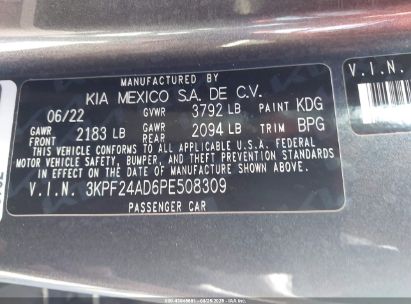 MANUFACTURED BY
KIA MEXICO S.A. DE C.V.
06/22 GVWR 3792 LB PAINT KDG
GAWR FRONT 2183 LB GAWR REAR 2094 LB TRIM BPG
THIS VEHICLE CONFORMS TO ALL APPLICABLE U.S. FEDERAL
MOTOR VEHICLE SAFETY, BUMPER, AND THEFT PREVENTION STANDARDS
IN EFFECT ON THE DATE OF MANUFACTURE SHOWN ABOVE.
V.I.N. 3KPF24AD6PE508309
PASSENGER CAR
V.I.N.